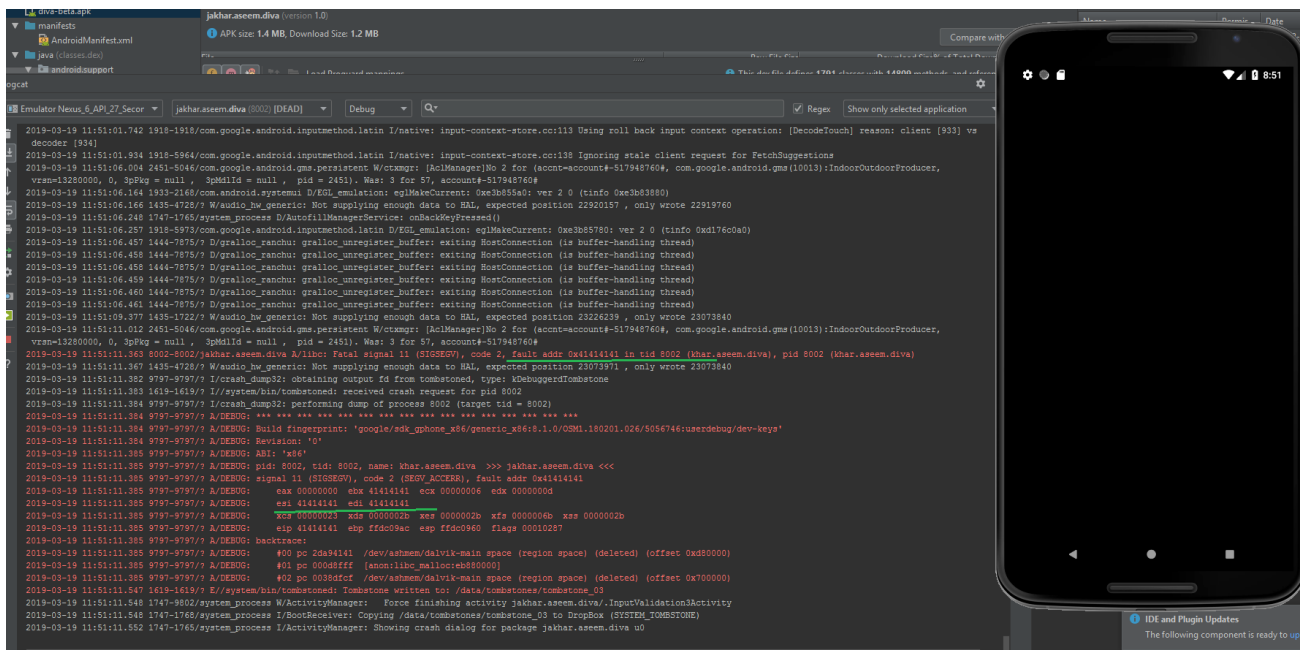 diva-beta.apk
manifests
AndroidManifest.xml
java (classes.dex)
android.support
jakhar.aseem.diva (version 1.0)
APK size: 1.4 MB, Download Size: 1.2 MB
Compare with
File
Raw File Size
Load Proguard mappings
This dex file defines 1791 classes with 14809 methods, and
Name
Date
ogcat
Emulator Nexus_6_API_27_Secor
jakhar.aseem.diva (8002) [DEAD]
Debug
Regex
Show only selected application
2019-03-19 11:51:01.742 1918-1918/com.google.android.inputmethod.latin I/native: input-context-store.cc:113 Using roll back input context operation: [DecodeTouch] reason: client [933] vs
decoder [934]
2019-03-19 11:51:01.934 1918-5964/com.google.android.inputmethod.latin I/native: input-context-store.cc:138 Ignoring stale client request for FetchSuggestions
2019-03-19 11:51:06.004 2451-5046/com.google.android.gms.persistent W/ctxmgr: [AclManager]No 2 for (accnt=account#-517948760#, com.google.android.gms(10013):IndoorOutdoorProducer,
vrsn=13280000, 0, 3pPkg = null ,  3pMdlId = null ,  pid = 2451). Was: 3 for 57, account#-517948760#
2019-03-19 11:51:06.164 1933-2168/com.android.systemui D/EGL_emulation: eglMakeCurrent: 0xe3b855a0: ver 2 0 (tinfo 0xe3b83880)
2019-03-19 11:51:06.166 1435-4728/? W/audio_hw_generic: Not supplying enough data to HAL, expected position 22920157 , only wrote 22919760
2019-03-19 11:51:06.248 1747-1765/system_process D/AutofillManagerService: onBackKeyPressed()
2019-03-19 11:51:06.257 1918-5973/com.google.android.inputmethod.latin D/EGL_emulation: eglMakeCurrent: 0xe3b85780: ver 2 0 (tinfo 0xd176c0a0)
2019-03-19 11:51:06.457 1444-7875/? D/gralloc_ranchu: gralloc_unregister_buffer: exiting HostConnection (is buffer-handling thread)
2019-03-19 11:51:06.458 1444-7875/? D/gralloc_ranchu: gralloc_unregister_buffer: exiting HostConnection (is buffer-handling thread)
2019-03-19 11:51:06.458 1444-7875/? D/gralloc_ranchu: gralloc_unregister_buffer: exiting HostConnection (is buffer-handling thread)
2019-03-19 11:51:06.459 1444-7875/? D/gralloc_ranchu: gralloc_unregister_buffer: exiting HostConnection (is buffer-handling thread)
2019-03-19 11:51:06.460 1444-7875/? D/gralloc_ranchu: gralloc_unregister_buffer: exiting HostConnection (is buffer-handling thread)
2019-03-19 11:51:06.461 1444-7875/? D/gralloc_ranchu: gralloc_unregister_buffer: exiting HostConnection (is buffer-handling thread)
2019-03-19 11:51:09.377 1435-1722/? W/audio_hw_generic: Not supplying enough data to HAL, expected position 23226239 , only wrote 23073840
2019-03-19 11:51:11.012 2451-5046/com.google.android.gms.persistent W/ctxmgr: [AclManager]No 2 for (accnt=account#-517948760#, com.google.android.gms(10013):IndoorOutdoorProducer,
vrsn=13280000, 0, 3pPkg = null ,  3pMdlId = null ,  pid = 2451). Was: 3 for 57, account#-517948760#
2019-03-19 11:51:11.363 8002-8002/jakhar.aseem.diva A/libc: Fatal signal 11 (SIGSEGV), code 2, fault addr 0x41414141 in tid 8002 (khar.aseem.diva), pid 8002 (khar.aseem.diva)
2019-03-19 11:51:11.367 1435-4728/? W/audio_hw_generic: Not supplying enough data to HAL, expected position 23073971 , only wrote 23073840
2019-03-19 11:51:11.382 9797-9797/? I/crash_dump32: obtaining output fd from tombstoned, type: kDebuggerdTombstone
2019-03-19 11:51:11.383 1619-1619/? I//system/bin/tombstoned: received crash request for pid 8002
2019-03-19 11:51:11.384 9797-9797/? I/crash_dump32: performing dump of process 8002 (target tid = 8002)
2019-03-19 11:51:11.384 9797-9797/? A/DEBUG: *** *** *** *** *** *** *** *** *** *** *** *** *** *** *** ***
2019-03-19 11:51:11.384 9797-9797/? A/DEBUG: Build fingerprint: 'google/sdk_gphone_x86/generic_x86:8.1.0/OSM1.180201.026/5056746:userdebug/dev-keys'
2019-03-19 11:51:11.384 9797-9797/? A/DEBUG: Revision: '0'
2019-03-19 11:51:11.385 9797-9797/? A/DEBUG: ABI: 'x86'
2019-03-19 11:51:11.385 9797-9797/? A/DEBUG: pid: 8002, tid: 8002, name: khar.aseem.diva  >>> jakhar.aseem.diva <<<
2019-03-19 11:51:11.385 9797-9797/? A/DEBUG: signal 11 (SIGSEGV), code 2 (SEGV_ACCERR), fault addr 0x41414141
2019-03-19 11:51:11.385 9797-9797/? A/DEBUG:     eax 00000000  ebx 41414141  ecx 00000006  edx 0000000d
2019-03-19 11:51:11.385 9797-9797/? A/DEBUG:     esi 41414141  edi 41414141
2019-03-19 11:51:11.385 9797-9797/? A/DEBUG:     xcs 00000023  xds 0000002b  xes 0000002b  xfs 0000006b  xss 0000002b
2019-03-19 11:51:11.385 9797-9797/? A/DEBUG:     eip 41414141  ebp ffdc09ac  esp ffdc0960  flags 00010287
2019-03-19 11:51:11.385 9797-9797/? A/DEBUG: backtrace:
2019-03-19 11:51:11.385 9797-9797/? A/DEBUG:     #00 pc 2da94141  /dev/ashmem/dalvik-main space (region space) (deleted) (offset 0xd80000)
2019-03-19 11:51:11.385 9797-9797/? A/DEBUG:     #01 pc 000d8fff  [anon:libc_malloc:eb880000]
2019-03-19 11:51:11.385 9797-9797/? A/DEBUG:     #02 pc 0038dfcf  /dev/ashmem/dalvik-main space (region space) (deleted) (offset 0x700000)
2019-03-19 11:51:11.547 1619-1619/? E//system/bin/tombstoned: Tombstone written to: /data/tombstones/tombstone_03
2019-03-19 11:51:11.548 1747-9802/system_process W/ActivityManager:   Force finishing activity jakhar.aseem.diva/.InputValidation3Activity
2019-03-19 11:51:11.548 1747-1768/system_process I/BootReceiver: Copying /data/tombstones/tombstone_03 to DropBox (SYSTEM_TOMBSTONE)
2019-03-19 11:51:11.552 1747-1765/system_process I/ActivityManager: Showing crash dialog for package jakhar.aseem.diva u0
8:51
IDE and Plugin Updates
The following component is ready to up